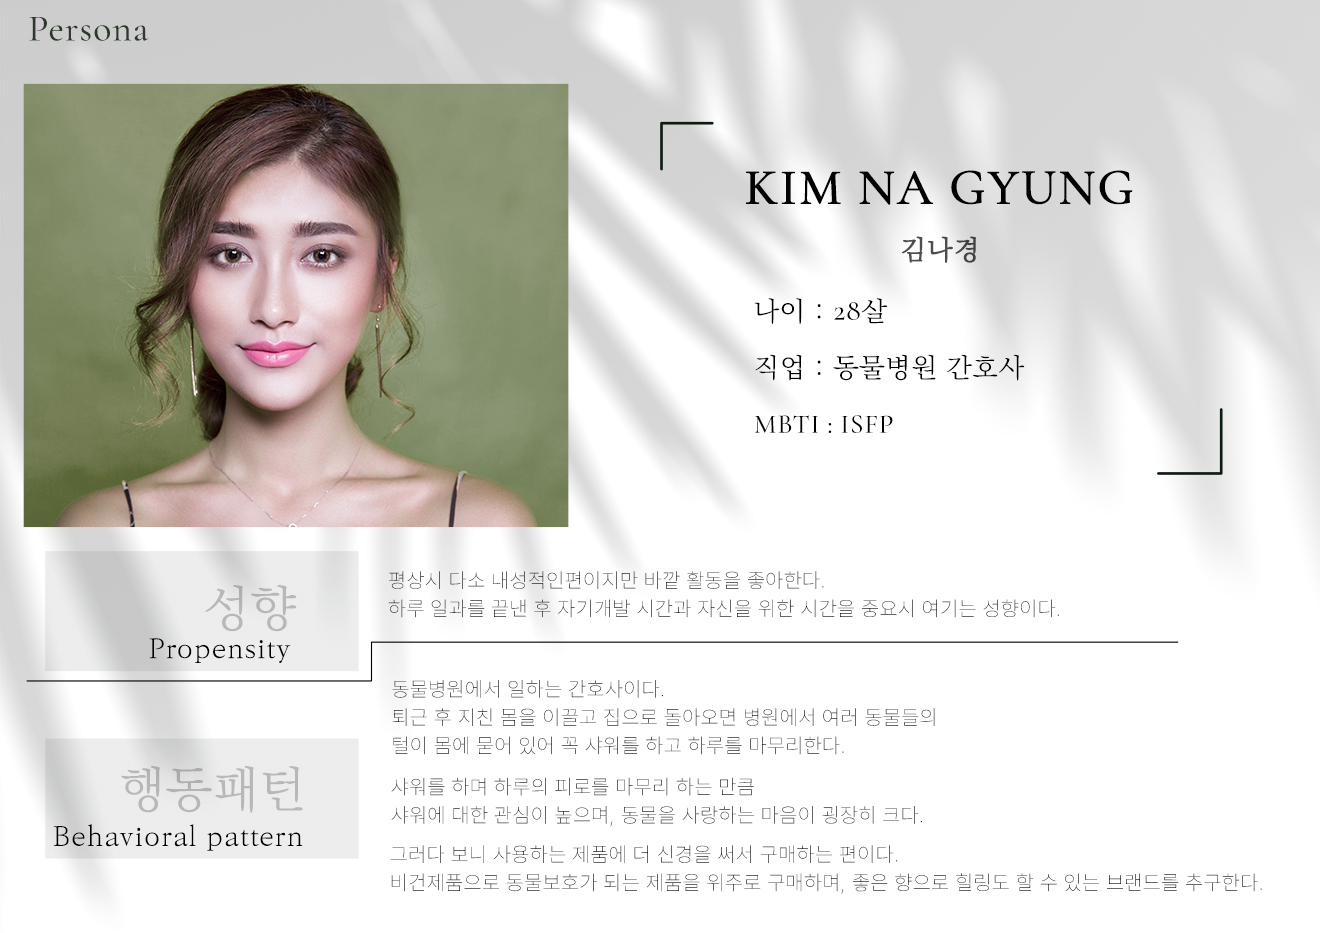 Persona
KIM NA GYUNG
김나경
나이 : 28살
직업 : 동물병원 간호사
MBTI : ISFP
성향
Propensity
평상시 다소 내성적인편이지만 바깥 활동을 좋아한다.
하루 일과를 끝낸 후 자기개발 시간과 자신을 위한 시간을 중요시 여기는 성향이다.
행동패턴
Behavioral pattern
동물병원에서 일하는 간호사이다.
퇴근 후 지친 몸을 이끌고 집으로 돌아오면 병원에서 여러 동물들의
털이 몸에 묻어 있어 꼭 샤워를 하고 하루를 마무리한다.
샤워를 하며 하루의 피로를 마무리 하는 만큼
샤워에 대한 관심이 높으며, 동물을 사랑하는 마음이 굉장히 크다.
그러다 보니 사용하는 제품에 더 신경을 써서 구매하는 편이다.
비건제품으로 동물보호가 되는 제품을 위주로 구매하며, 좋은 향으로 힐링도 할 수 있는 브랜드를 추구한다.